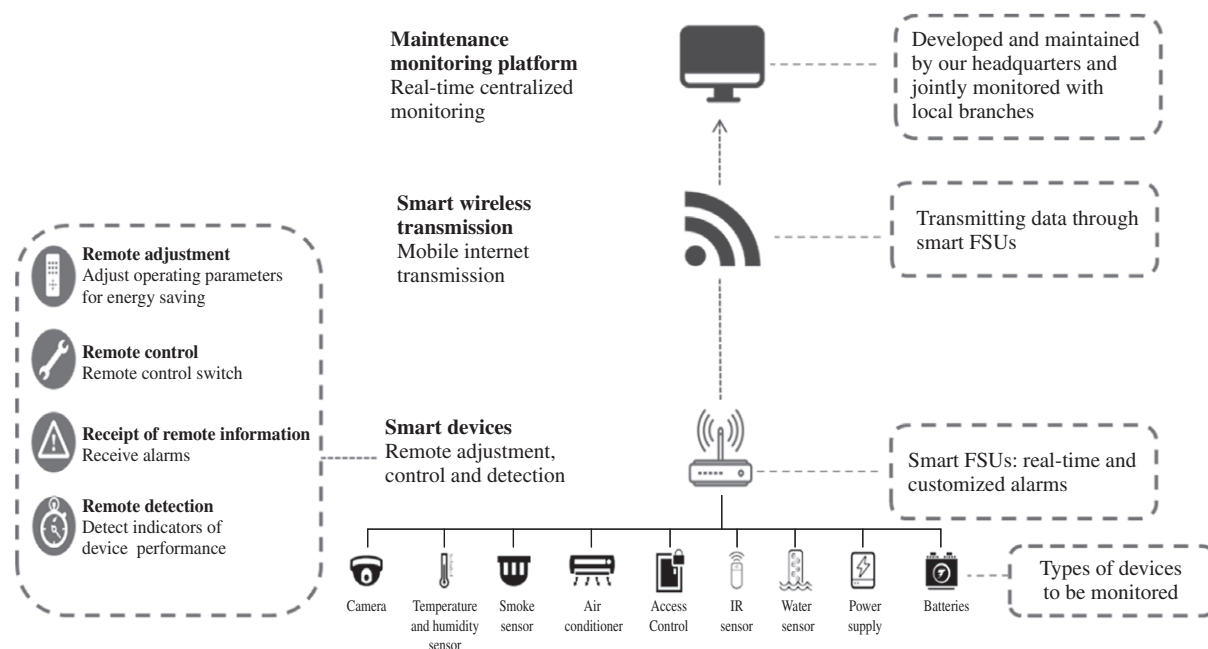 Maintenance
monitoring platform
Real-time centralized
monitoring
Developed and maintained
by our headquarters and
jointly monitored with
local branches
Smart wireless
transmission
Mobile internet
transmission
Transmitting data through
smart FSUs
Remote adjustment
Adjust operating parameters
for energy saving
Remote control
Remote control switch
Receipt of remote information
Receive alarms
Remote detection
Detect indicators of
device performance
Smart devices
Remote adjustment,
control and detection
Smart FSUs: real-time and
customized alarms
Camera
Temperature
and humidity
sensor
Smoke
sensor
Air
conditioner
Access
Control
IR
sensor
Water
sensor
Power
supply
Batteries
Types of devices
to be monitored